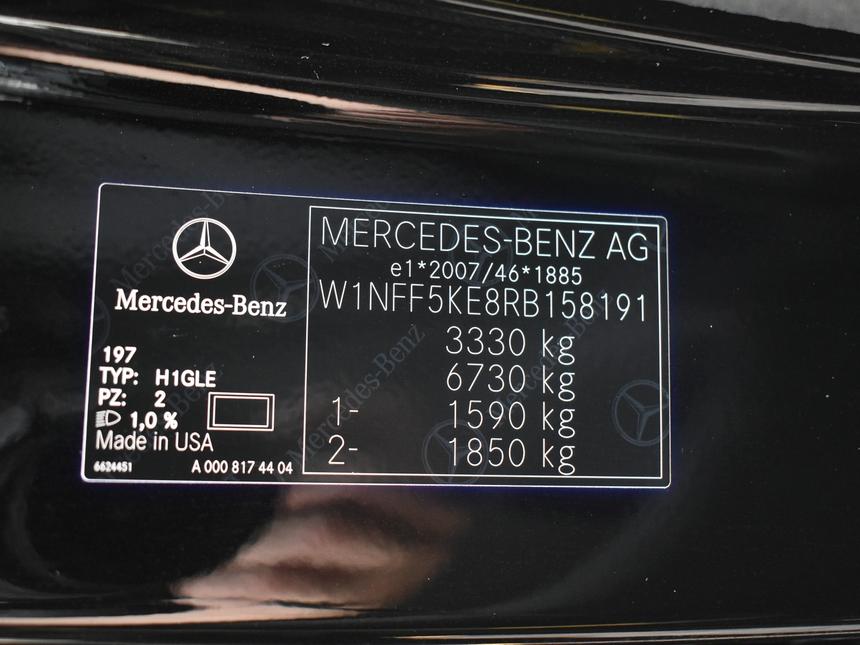 Mercedes-Benz
197
TYP: H1GLE
PZ: 2
1,0 %
Made in USA
6624451
A 000 817 44 04
MERCEDES-BENZ AG
e1*2007/46*1885
W1NFF5KE8RB158191
3330 kg
6730 kg
1- 1590 kg
2- 1850 kg